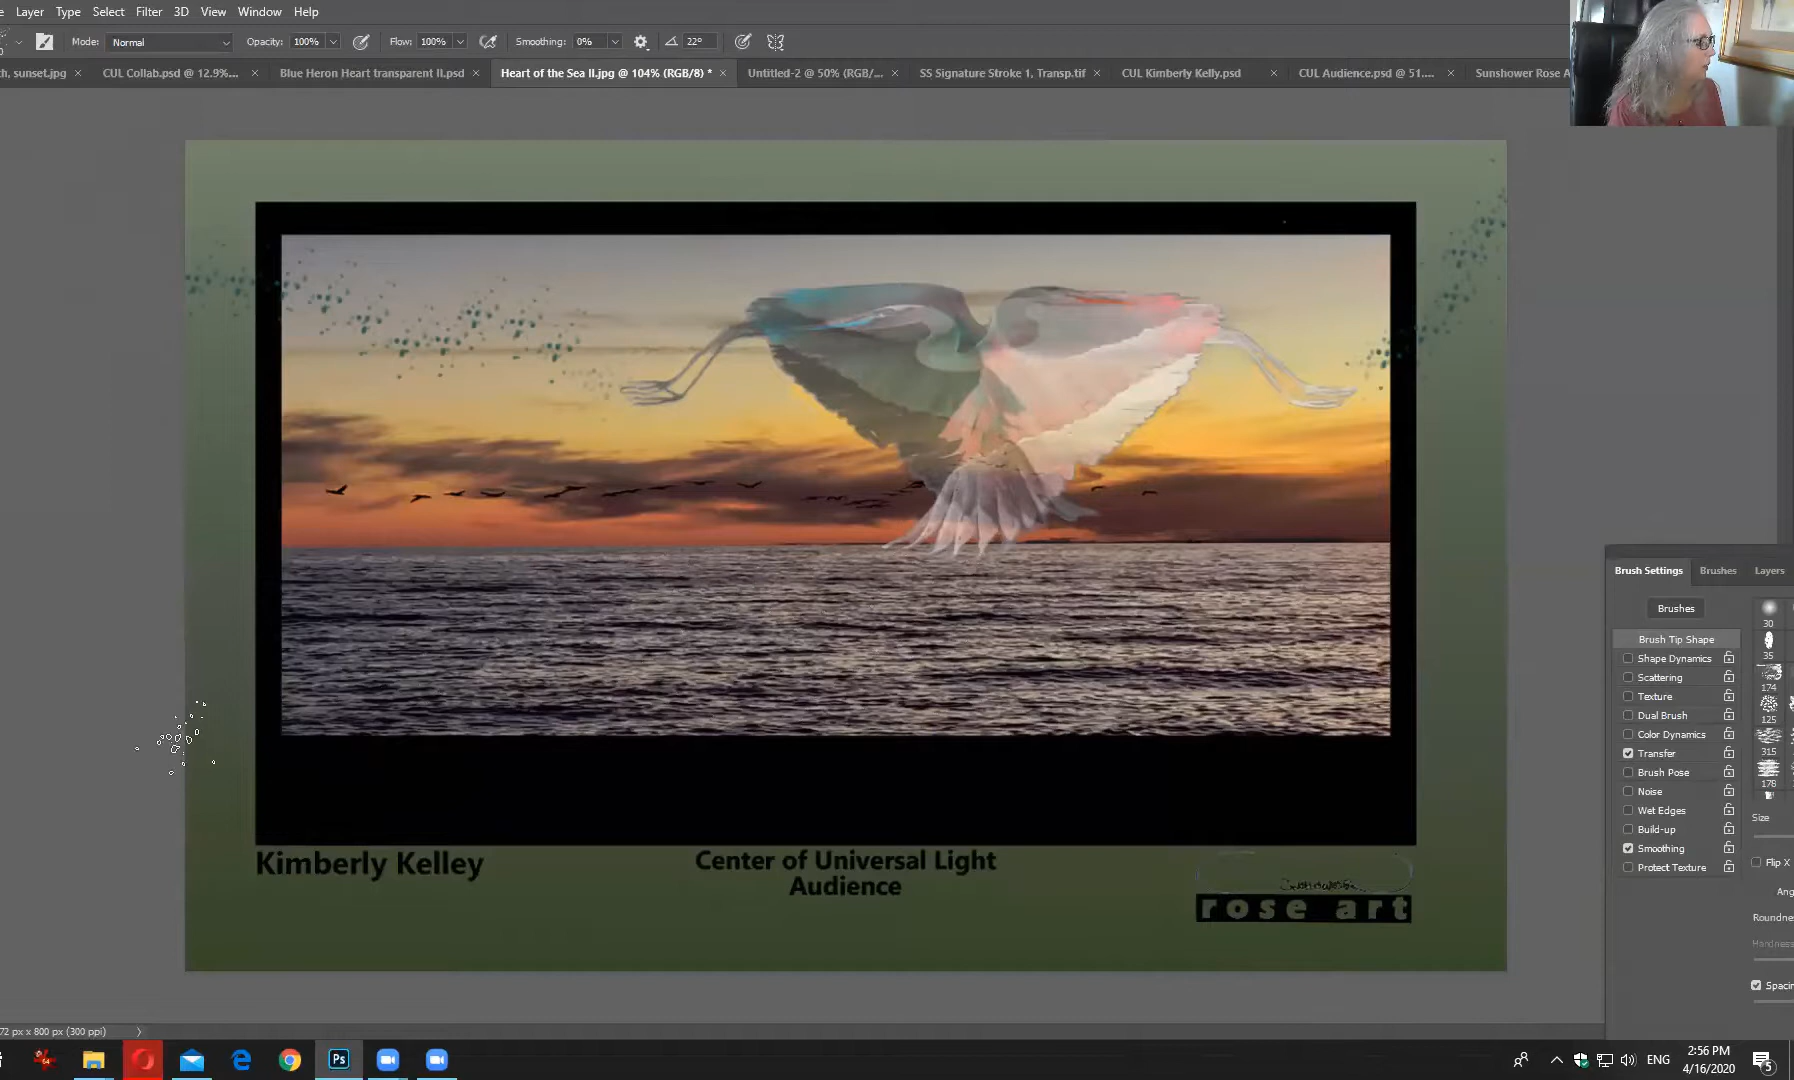 Layer Type Select Filter 3D View Window Help
Mode: Normal Opacity: 100% Flow: 100% Smoothing: 0% 22°
sunset.jpg CUL Collab.psd @ 12.9%... Blue Heron Heart transparent II.psd Heart of the Sea II.jpg @ 104% (RGB/8) * Untitled-2 @ 50% (RGB/... SS Signature Stroke 1, Transp.tif CUL Kimberly Kelly.psd CUL Audience.psd @ 51.... Sunshower Rose A
Brush Settings Brushes Layers
Brushes
30
Brush Tip Shape
35
Shape Dynamics
Scattering
174
Texture
Dual Brush
125
Color Dynamics
315
Transfer
Brush Pose
178
Noise
Wet Edges
Size
Build-up
Smoothing
Flip X
Protect Texture
Ang
Roundne
Hardness
Spacin
Kimberly Kelley
Center of Universal Light
Audience
rose art
72 px x 800 px (300 ppi)
64
Ps
ENG
2:56 PM
4/16/2020
5